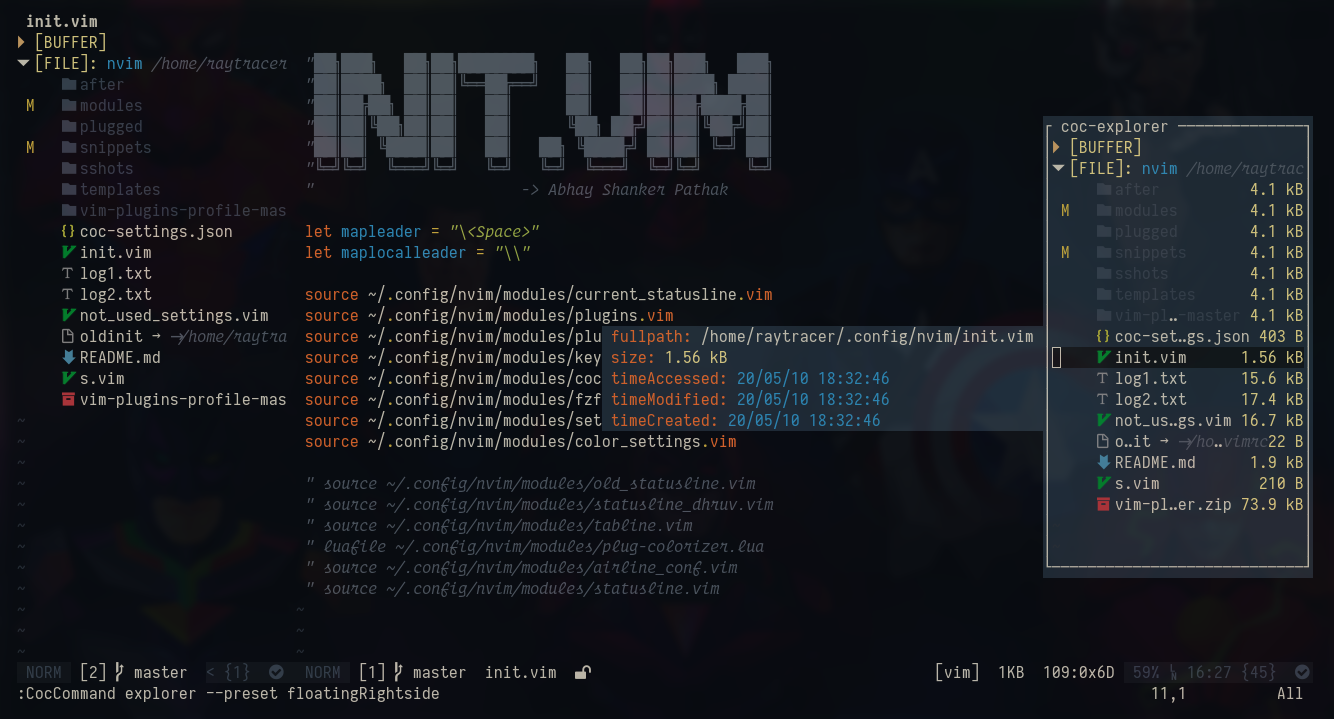 init.vim
[BUFFER]
[FILE]: nvim /home/raytracer
after
M modules
plugged
M snippets
sshots
templates
vim-plugins-profile-mas
{} coc-settings.json
init.vim
log1.txt
log2.txt
not_used_settings.vim
oldinit → →/home/raytra
README.md
s.vim
vim-plugins-profile-mas
INIT.VIM
" -> Abhay Shanker Pathak
let mapleader = "\<Space>"
let maplocalleader = "\\"
source ~/.config/nvim/modules/current_statusline.vim
source ~/.config/nvim/modules/plugins.vim
source ~/.config/nvim/modules/plu
source ~/.config/nvim/modules/key
source ~/.config/nvim/modules/coc
source ~/.config/nvim/modules/fzf
source ~/.config/nvim/modules/set
source ~/.config/nvim/modules/color_settings.vim
" source ~/.config/nvim/modules/old_statusline.vim
" source ~/.config/nvim/modules/statusline_dhruv.vim
" source ~/.config/nvim/modules/tabline.vim
" luafile ~/.config/nvim/modules/plug-colorizer.lua
" source ~/.config/nvim/modules/airline_conf.vim
" source ~/.config/nvim/modules/statusline.vim
fullpath: /home/raytracer/.config/nvim/init.vim
size: 1.56 kB
timeAccessed: 20/05/10 18:32:46
timeModified: 20/05/10 18:32:46
timeCreated: 20/05/10 18:32:46
coc-explorer
[BUFFER]
[FILE]: nvim /home/raytrac
after 4.1 kB
M modules 4.1 kB
plugged 4.1 kB
M snippets 4.1 kB
sshots 4.1 kB
templates 4.1 kB
vim-pl..-master 4.1 kB
{} coc-set..gs.json 403 B
init.vim 1.56 kB
log1.txt 15.6 kB
log2.txt 17.4 kB
not_us..gs.vim 16.7 kB
o..it → →/ho..vimrc22 B
README.md 1.9 kB
s.vim 210 B
vim-pl..er.zip 73.9 kB
NORM [2] master < {1} NORM [1] master init.vim [vim] 1KB 109:0x6D 59% 16:27 {45}
:CocCommand explorer --preset floatingRightside 11,1 All